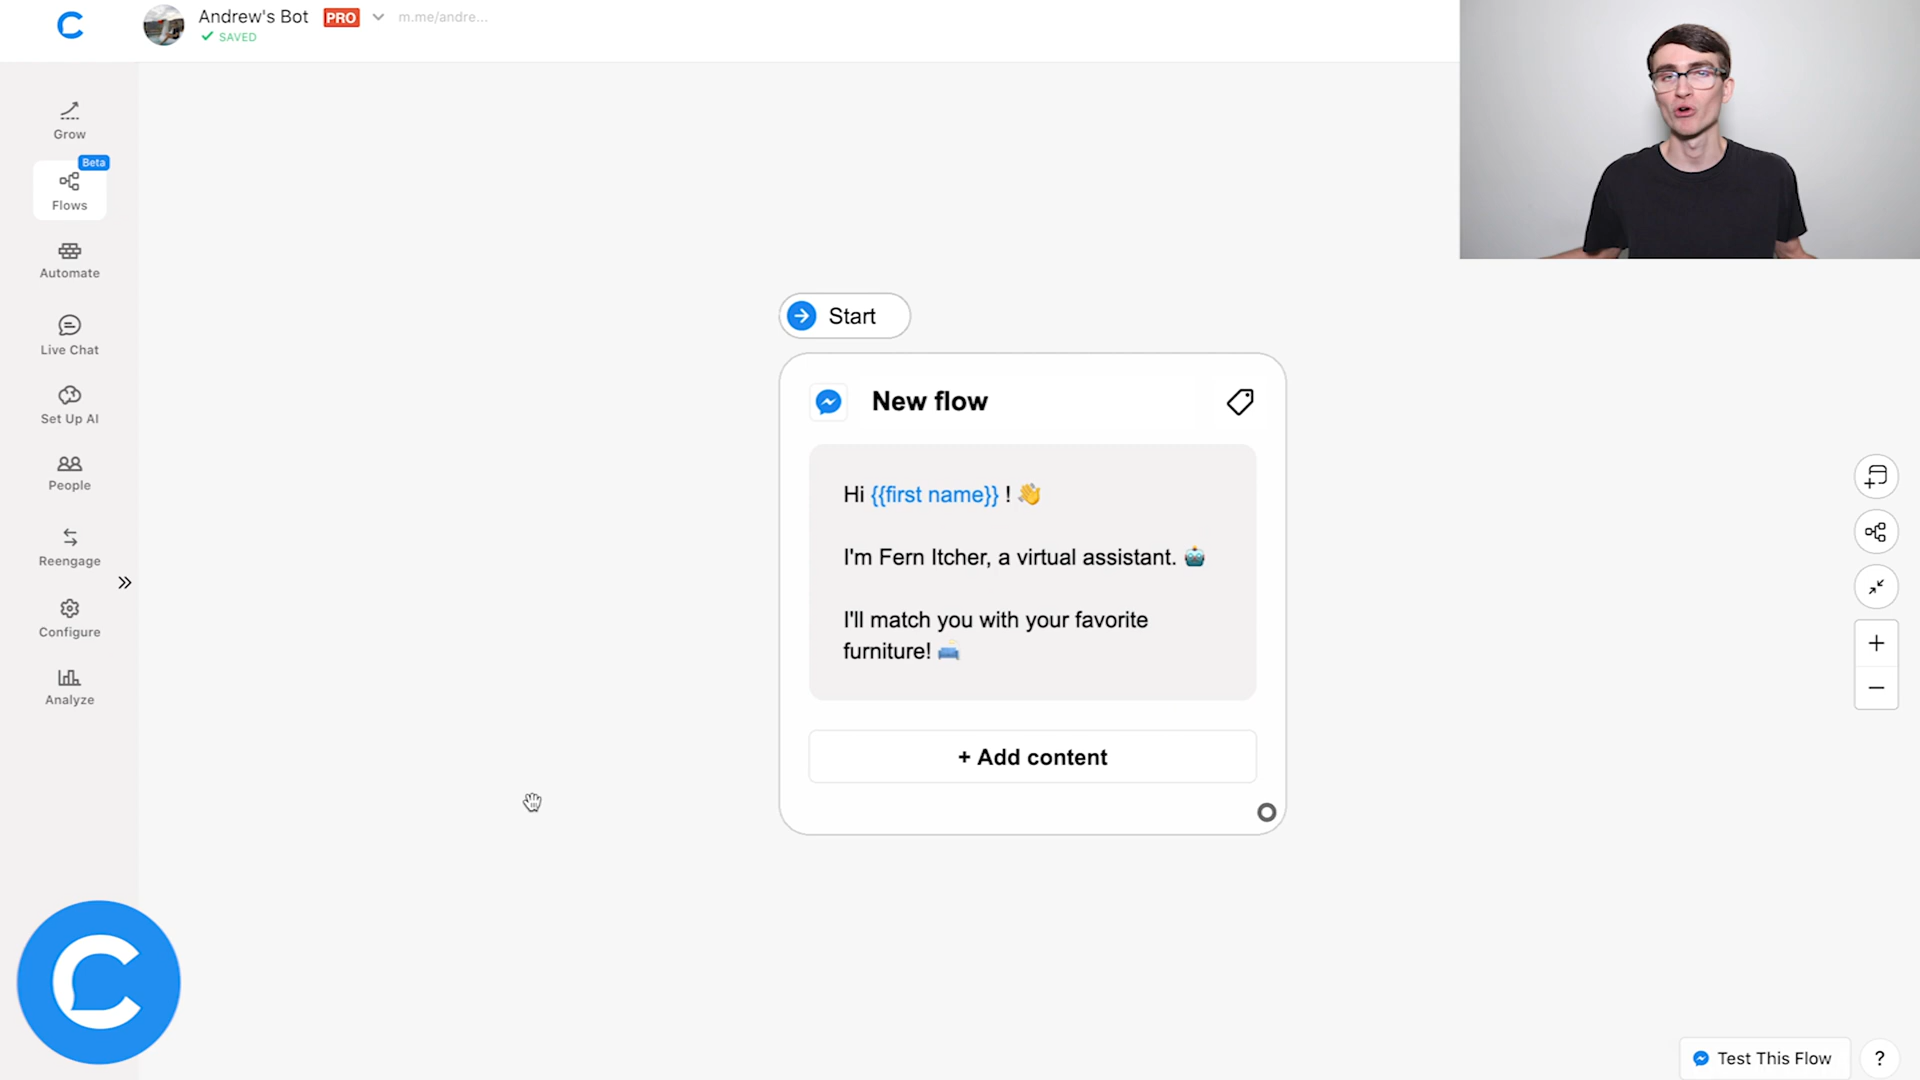 Andrew's Bot PRO m.me/andre...
SAVED
Grow
Beta
Flows
Automate
Live Chat
Set Up AI
People
Reengage
Configure
Analyze
Start
New flow
Hi {{first name}} ! 👋
I'm Fern Itcher, a virtual assistant. 🤖
I'll match you with your favorite
furniture! 🛋️
+ Add content
Test This Flow ?